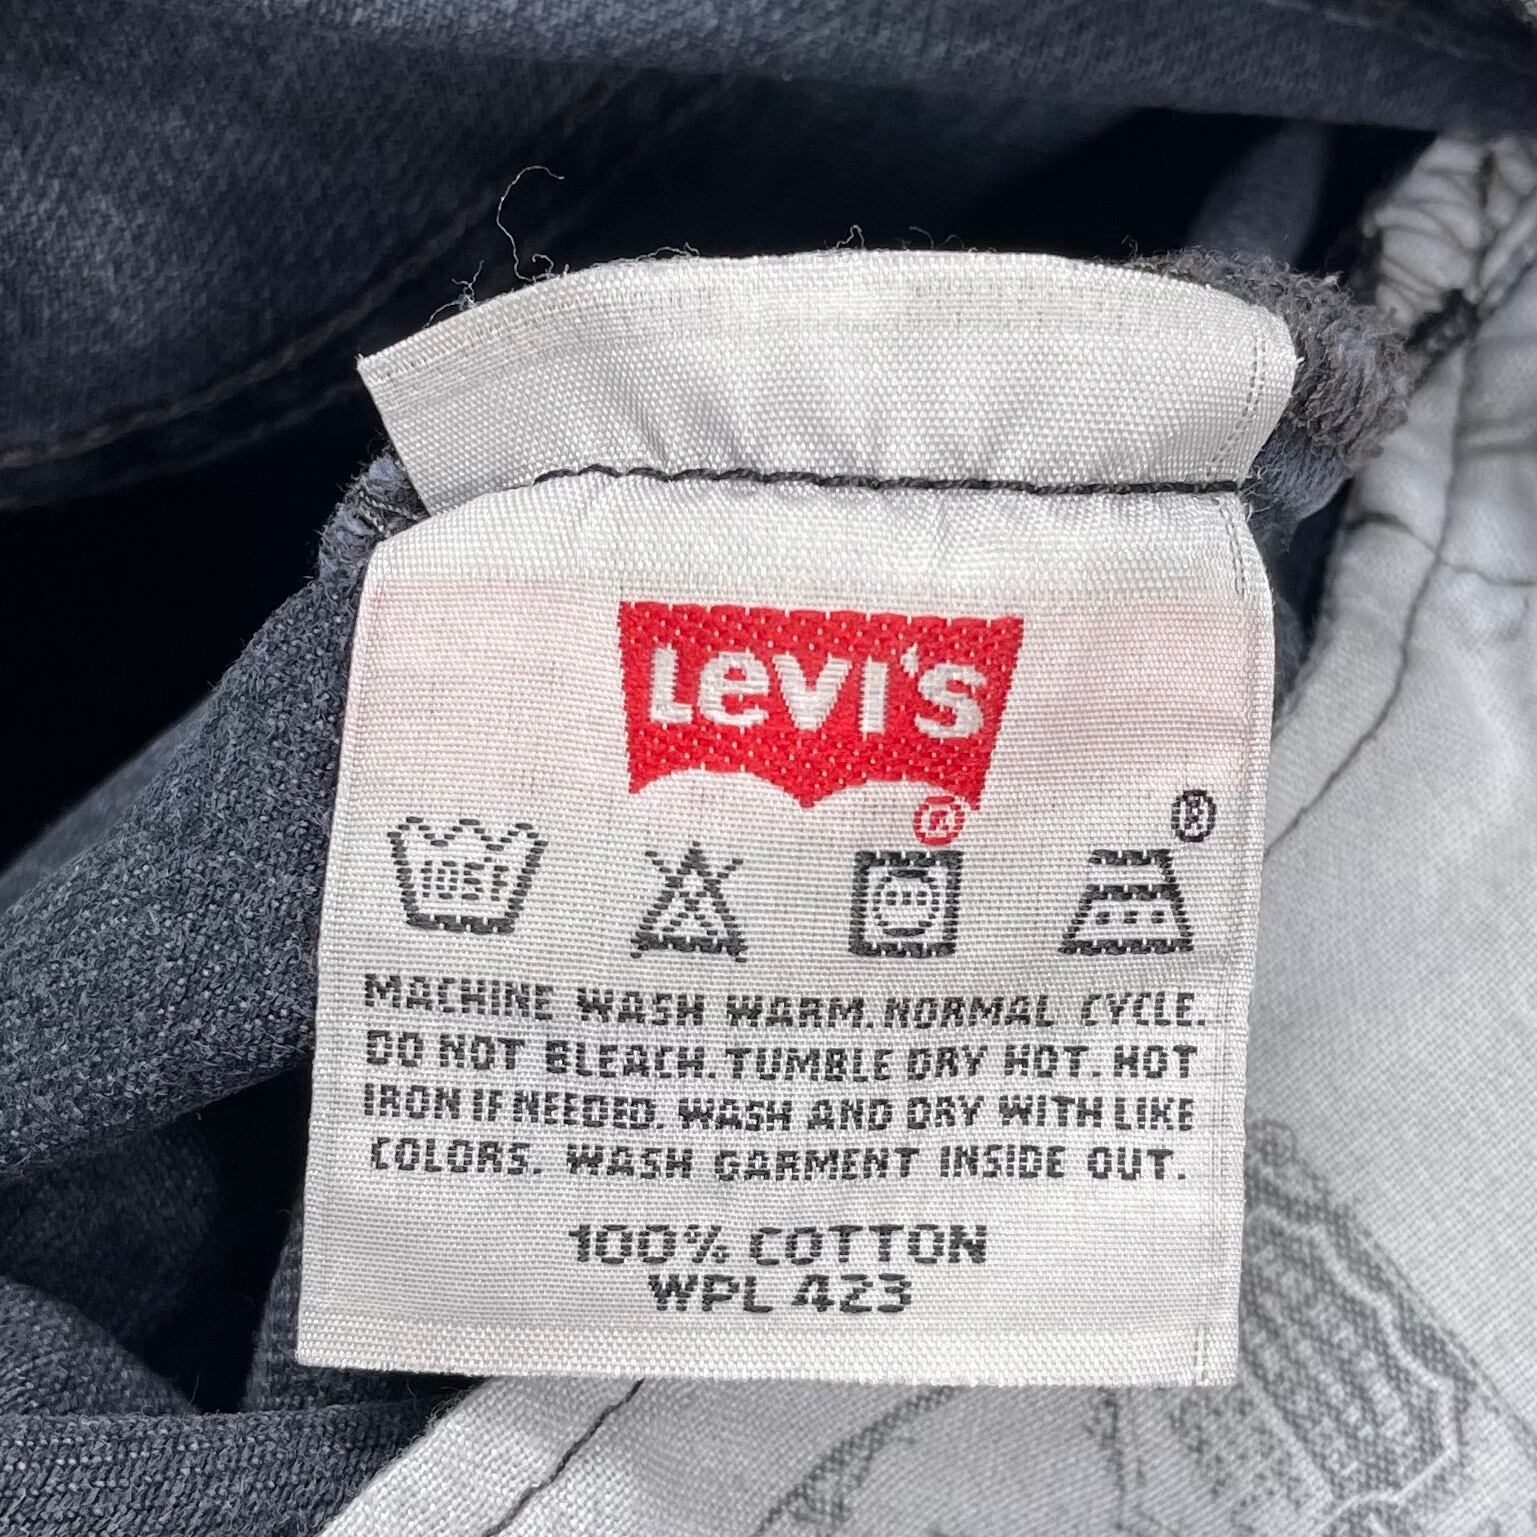 LEVI'S
®
®
105F
MACHINE WASH WARM. NORMAL CYCLE.
DO NOT BLEACH. TUMBLE DRY HOT. HOT
IRON IF NEEDED. WASH AND DRY WITH LIKE
COLORS. WASH GARMENT INSIDE OUT.
100% COTTON
WPL 423